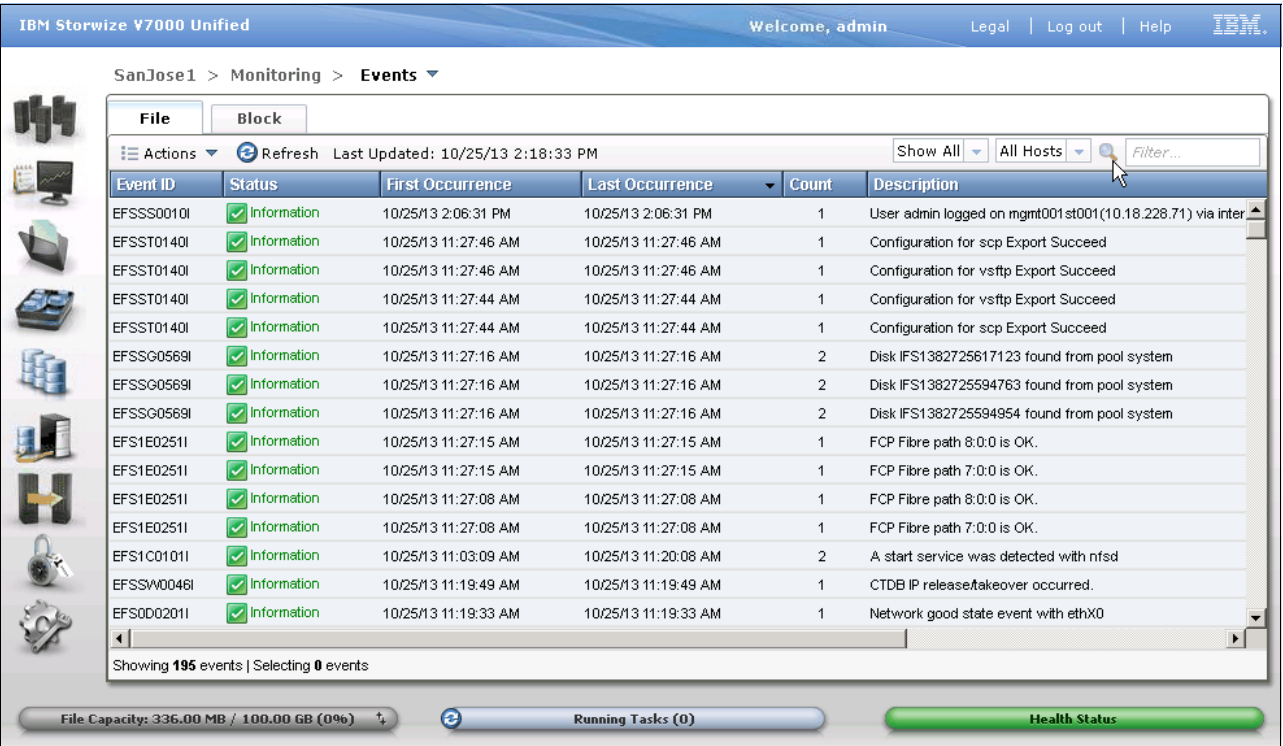 IBM Storwize V7000 Unified Welcome, admin Legal | Log out | Help IBM.
SanJose1 > Monitoring > Events
File Block
Actions Refresh Last Updated: 10/25/13 2:18:33 PM Show All All Hosts Filter...
Event ID Status First Occurrence Last Occurrence Count Description
EFSSS0010I Information 10/25/13 2:06:31 PM 10/25/13 2:06:31 PM 1 User admin logged on mgmt001st001(10.18.228.71) via inter
EFSST0140I Information 10/25/13 11:27:46 AM 10/25/13 11:27:46 AM 1 Configuration for scp Export Succeed
EFSST0140I Information 10/25/13 11:27:46 AM 10/25/13 11:27:46 AM 1 Configuration for vsftp Export Succeed
EFSST0140I Information 10/25/13 11:27:44 AM 10/25/13 11:27:44 AM 1 Configuration for vsftp Export Succeed
EFSST0140I Information 10/25/13 11:27:44 AM 10/25/13 11:27:44 AM 1 Configuration for scp Export Succeed
EFSSG0569I Information 10/25/13 11:27:16 AM 10/25/13 11:27:16 AM 2 Disk IFS1382725617123 found from pool system
EFSSG0569I Information 10/25/13 11:27:16 AM 10/25/13 11:27:16 AM 2 Disk IFS1382725594763 found from pool system
EFSSG0569I Information 10/25/13 11:27:16 AM 10/25/13 11:27:16 AM 2 Disk IFS1382725594954 found from pool system
EFS1E0251I Information 10/25/13 11:27:15 AM 10/25/13 11:27:15 AM 1 FCP Fibre path 8:0:0 is OK.
EFS1E0251I Information 10/25/13 11:27:15 AM 10/25/13 11:27:15 AM 1 FCP Fibre path 7:0:0 is OK.
EFS1E0251I Information 10/25/13 11:27:08 AM 10/25/13 11:27:08 AM 1 FCP Fibre path 8:0:0 is OK.
EFS1E0251I Information 10/25/13 11:27:08 AM 10/25/13 11:27:08 AM 1 FCP Fibre path 7:0:0 is OK.
EFS1C0101I Information 10/25/13 11:03:09 AM 10/25/13 11:20:08 AM 2 A start service was detected with nfsd
EFSSW0046I Information 10/25/13 11:19:49 AM 10/25/13 11:19:49 AM 1 CTDB IP release/takeover occurred.
EFS0D0201I Information 10/25/13 11:19:33 AM 10/25/13 11:19:33 AM 1 Network good state event with ethX0
Showing 195 events | Selecting 0 events
File Capacity: 336.00 MB / 100.00 GB (0%) Running Tasks (0) Health Status